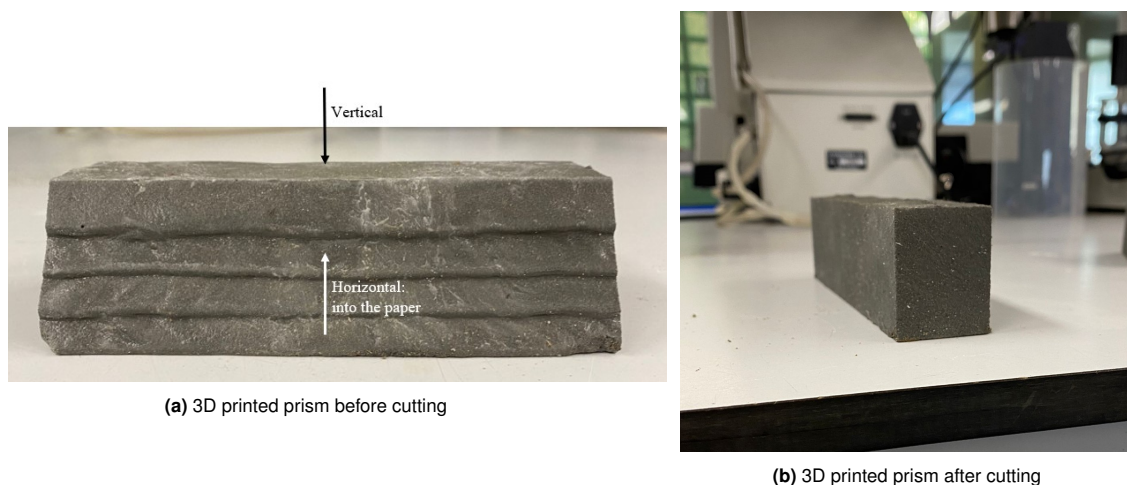 Vertical
Horizontal:
into the paper
(a) 3D printed prism before cutting
(b) 3D printed prism after cutting